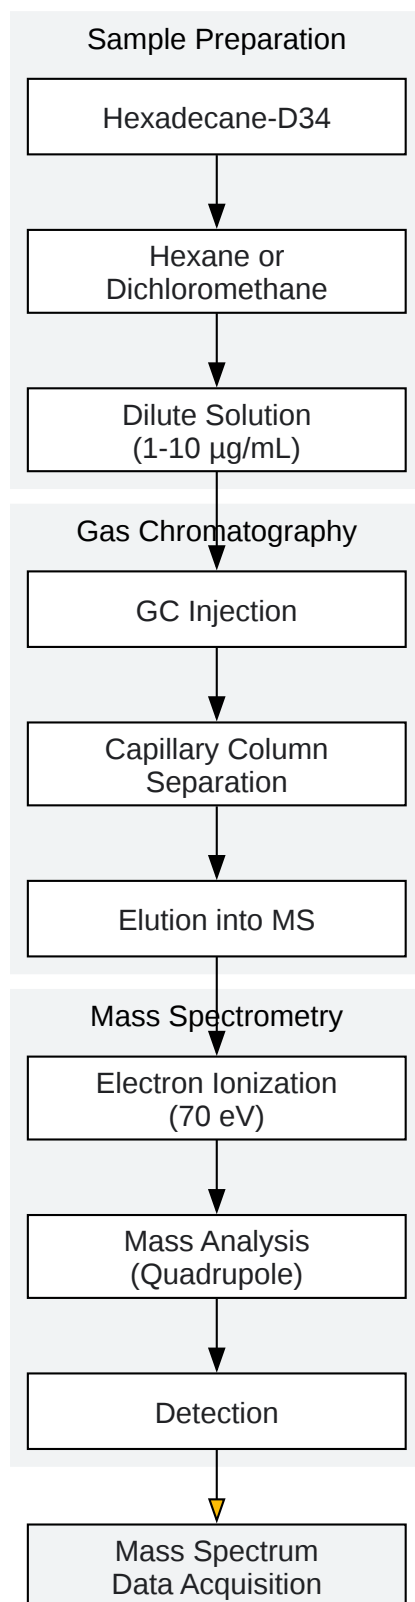 Sample Preparation
Hexadecane-D34
Hexane or
Dichloromethane
Dilute Solution
(1-10 µg/mL)
Gas Chromatography
GC Injection
Capillary Column
Separation
Elution into MS
Mass Spectrometry
Electron Ionization
(70 eV)
Mass Analysis
(Quadrupole)
Detection
Mass Spectrum
Data Acquisition